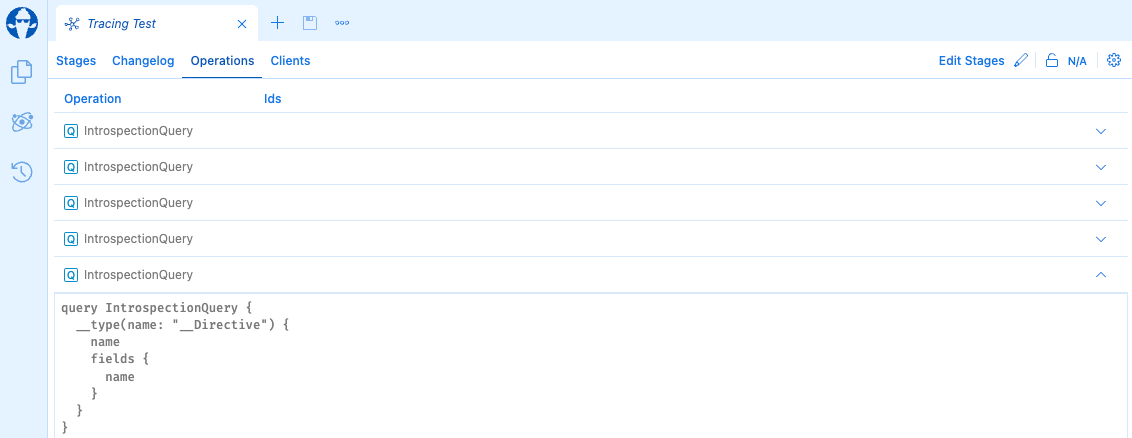 Tracing Test
Stages Changelog Operations Clients Edit Stages N/A
Operation Ids
Q IntrospectionQuery
Q IntrospectionQuery
Q IntrospectionQuery
Q IntrospectionQuery
Q IntrospectionQuery
query IntrospectionQuery {
  __type(name: "__Directive") {
    name
    fields {
      name
    }
  }
}